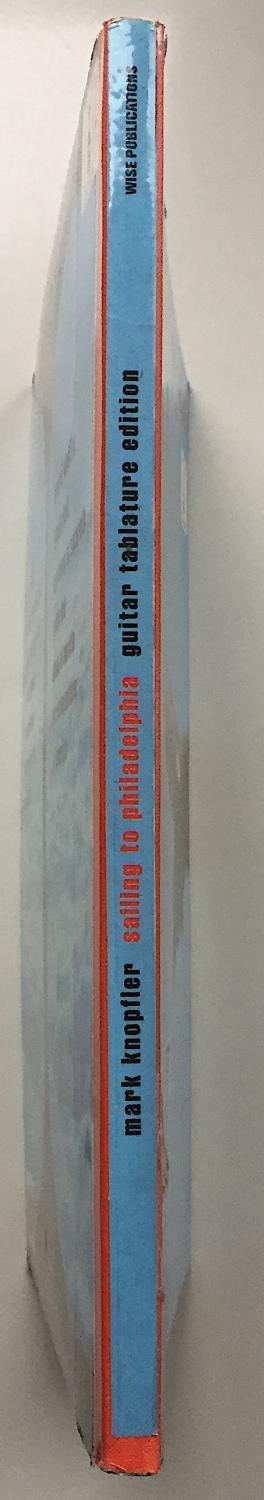 mark knopfler sailing to philadelphia guitar tablature edition
WISE PUBLICATIONS